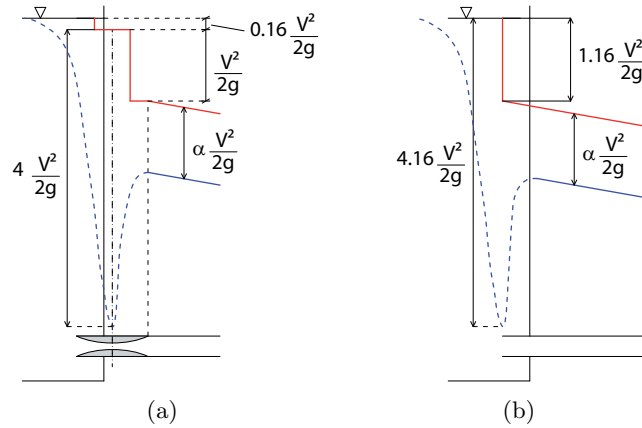 0.16 V²/2g
V²/2g
4 V²/2g
α V²/2g
(a)
1.16 V²/2g
4.16 V²/2g
α V²/2g
(b)